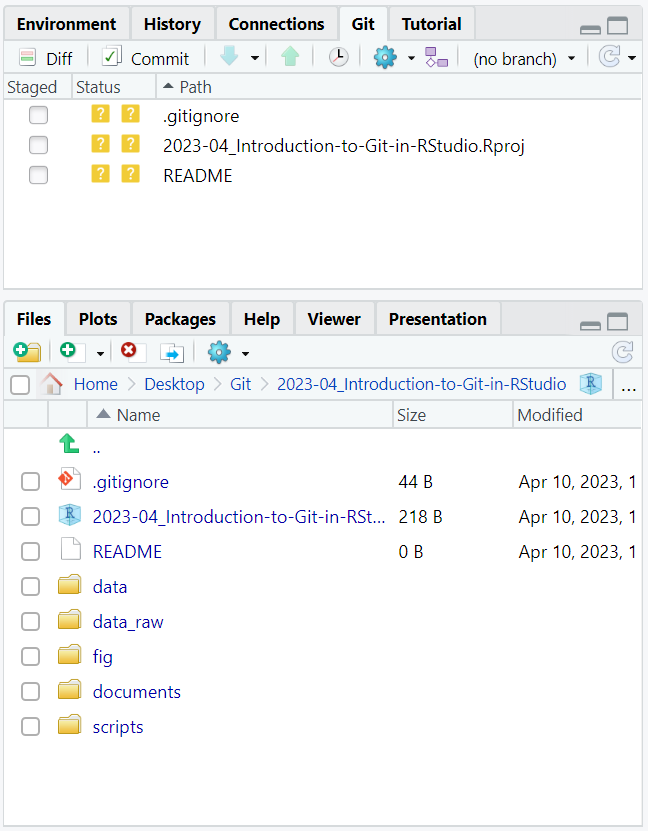 Environment History Connections Git Tutorial
Diff Commit (no branch)
Staged Status Path
? ? .gitignore
? ? 2023-04_Introduction-to-Git-in-RStudio.Rproj
? ? README
Files Plots Packages Help Viewer Presentation
R
Home Desktop Git 2023-04_Introduction-to-Git-in-RStudio R ...
Name Size Modified
..
.gitignore 44 B Apr 10, 2023, 1
R 2023-04_Introduction-to-Git-in-RSt... 218 B Apr 10, 2023, 1
README 0 B Apr 10, 2023, 1
data
data_raw
fig
documents
scripts